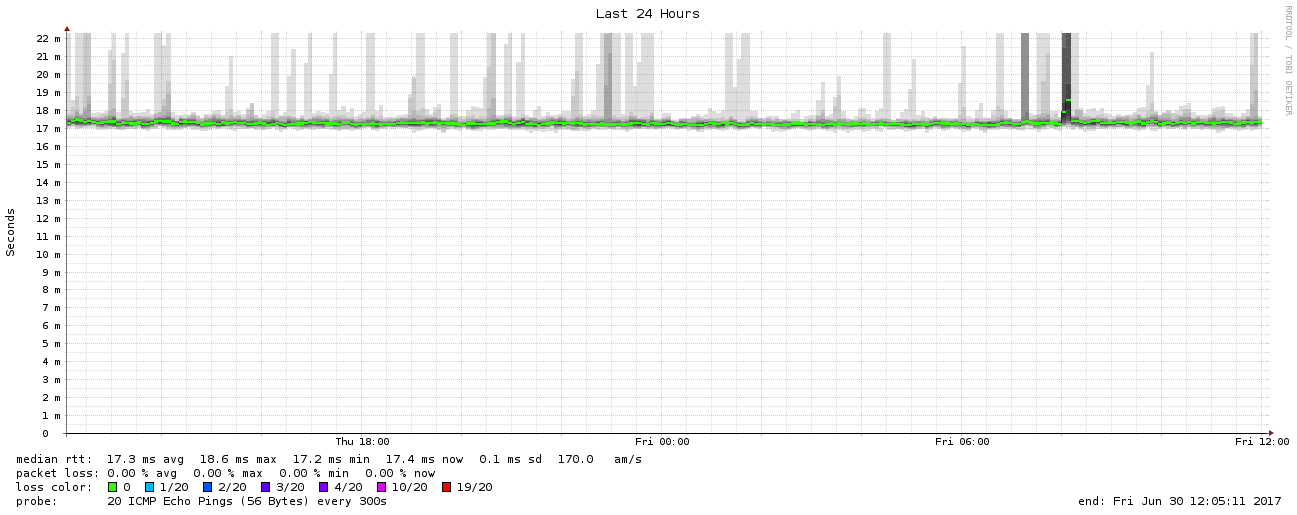 Last 24 Hours
RRDTOOL / TOBI OETIKER
22 m
21 m
20 m
19 m
18 m
17 m
16 m
15 m
14 m
13 m
12 m
11 m
10 m
9 m
8 m
7 m
6 m
5 m
4 m
3 m
2 m
1 m
0
Seconds
Thu 18:00 Fri 00:00 Fri 06:00 Fri 12:00
median rtt: 17.3 ms avg 18.6 ms max 17.2 ms min 17.4 ms now 0.1 ms sd 170.0 am/s
packet loss: 0.00 % avg 0.00 % max 0.00 % min 0.00 % now
loss color: 0 1/20 2/20 3/20 4/20 10/20 19/20
probe: 20 ICMP Echo Pings (56 Bytes) every 300s end: Fri Jun 30 12:05:11 2017